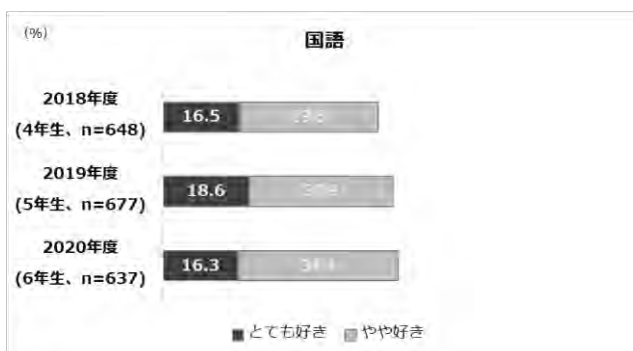 (%)
国語
2018年度
(4年生、n=648)
16.5
2019年度
(5年生、n=677)
18.6
2020年度
(6年生、n=637)
16.3
■とても好き ■やや好き